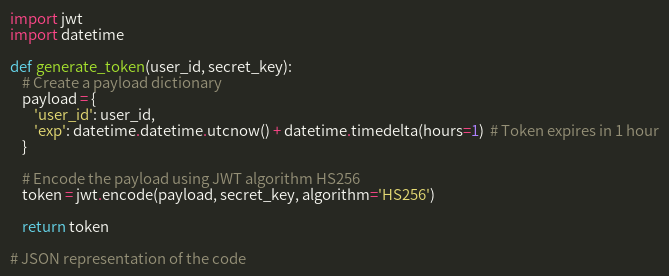 import jwt
import datetime
def generate_token(user_id, secret_key):
# Create a payload dictionary
payload = {
'user_id': user_id,
'exp': datetime.datetime.utcnow() + datetime.timedelta(hours=1) # Token expires in 1 hour
}
# Encode the payload using JWT algorithm HS256
token = jwt.encode(payload, secret_key, algorithm='HS256')
return token
# JSON representation of the code